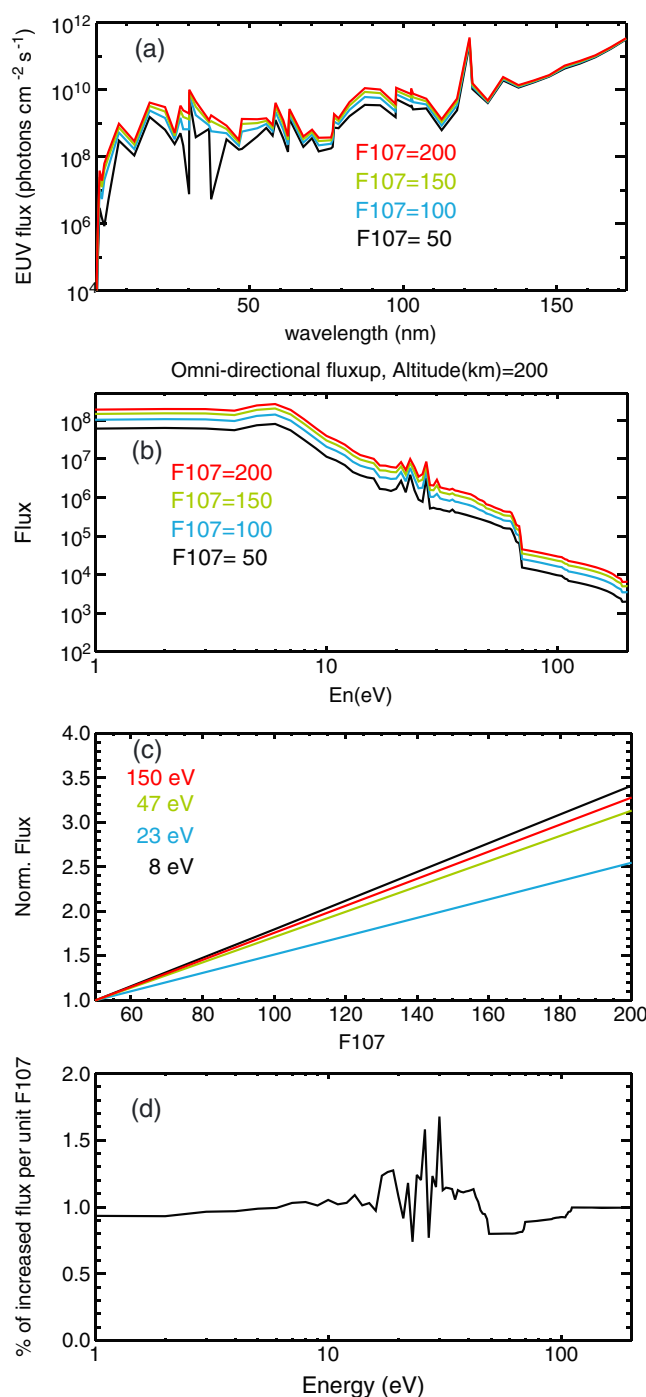 (a)
10^12
10^10
10^8
10^6
10^4
EUV flux (photons cm^-2 s^-1)
F107=200
F107=150
F107=100
F107= 50
50 100 150
wavelength (nm)
Omni-directional fluxup, Altitude(km)=200
(b)
10^8
10^7
10^6
10^5
10^4
10^3
10^2
Flux
F107=200
F107=150
F107=100
F107= 50
1 10 100
En(eV)
(c)
4.0
3.5
3.0
2.5
2.0
1.5
1.0
Norm. Flux
150 eV
47 eV
23 eV
8 eV
60 80 100 120 140 160 180 200
F107
(d)
2.0
1.5
1.0
0.5
0.0
% of increased flux per unit F107
1 10 100
Energy (eV)